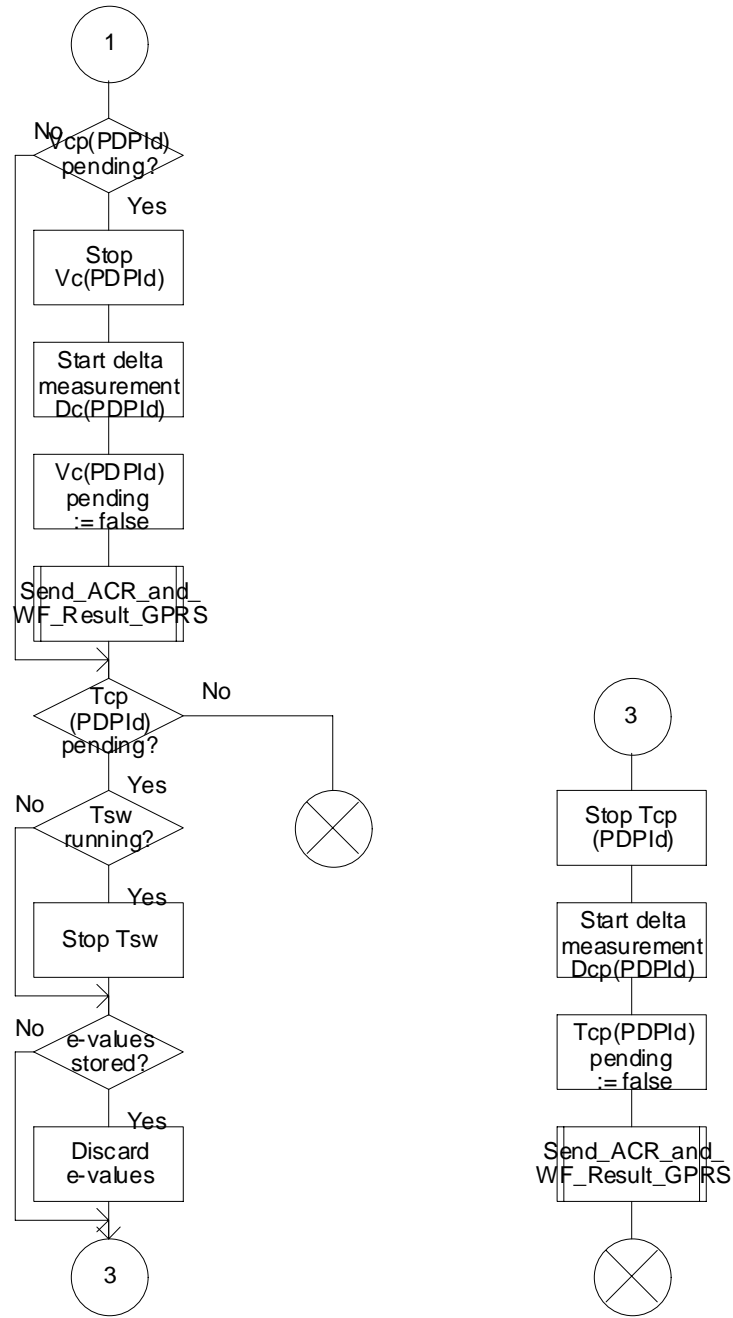 1
No
Vcp(PDPId)
pending?
Yes
Stop
Vc(PDPId)
Start delta
measurement
Dc(PDPId)
Vc(PDPId)
pending
:= false
Send_ACR_and_
WF_Result_GPRS
Tcp
(PDPId)
pending?
No
Yes
No
Tsw
running?
Yes
Stop Tsw
No
e-values
stored?
Yes
Discard
e-values
3
3
Stop Tcp
(PDPId)
Start delta
measurement
Dcp(PDPId)
Tcp(PDPId)
pending
:= false
Send_ACR_and_
WF_Result_GPRS